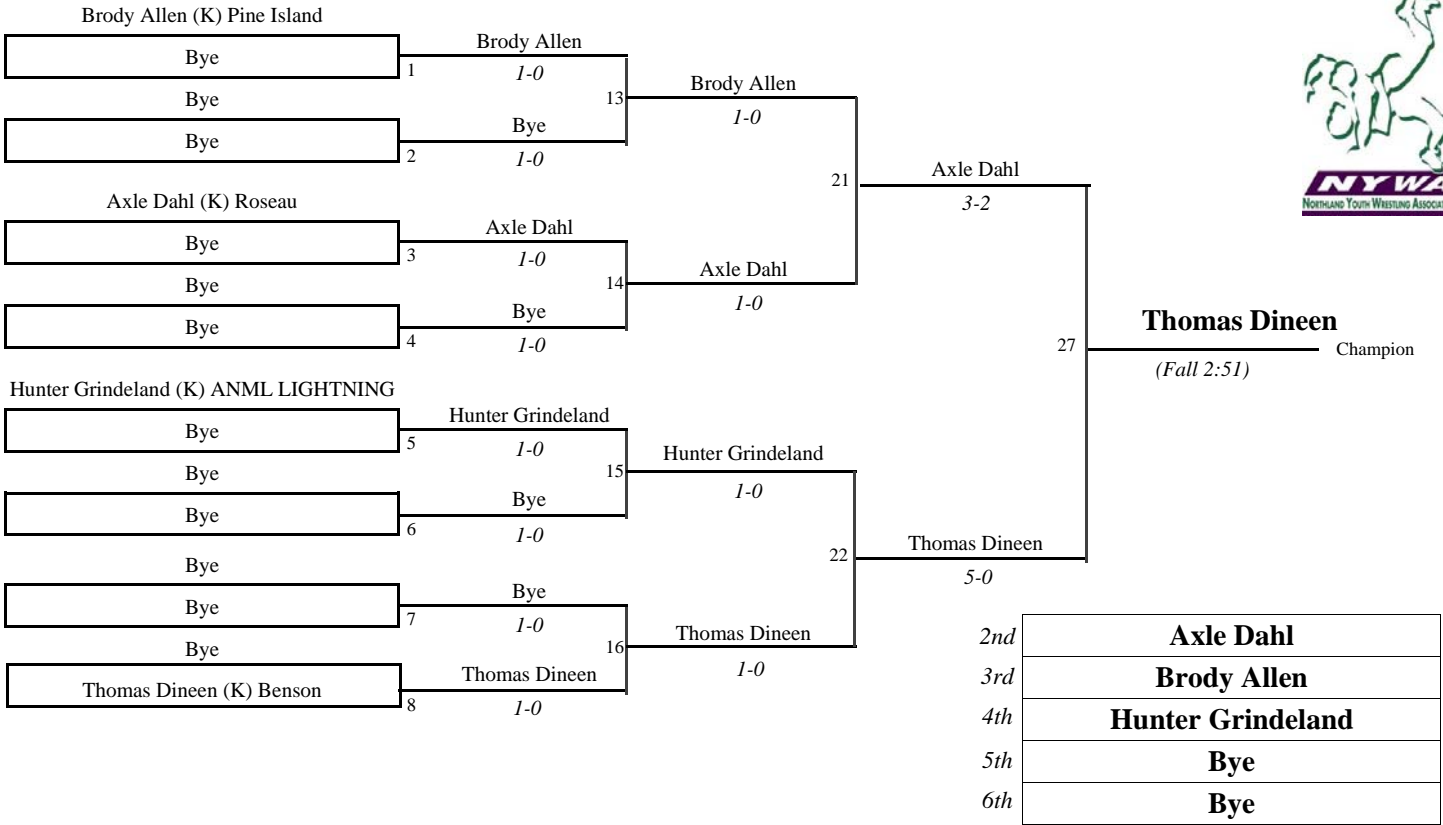 Brody Allen (K) Pine Island
Bye
1
Bye
Bye
2
Axle Dahl (K) Roseau
Bye
3
Bye
Bye
4
Hunter Grindeland (K) ANML LIGHTNING
Bye
5
Bye
Bye
6
Bye
Bye
7
Bye
Thomas Dineen (K) Benson
8
Brody Allen
1-0
13
Bye
1-0
Axle Dahl
1-0
14
Bye
1-0
Hunter Grindeland
1-0
15
Bye
1-0
Bye
1-0
16
Thomas Dineen
1-0
Brody Allen
1-0
21
Axle Dahl
1-0
Hunter Grindeland
1-0
22
Thomas Dineen
1-0
Axle Dahl
3-2
27
Thomas Dineen
5-0
Thomas Dineen
Champion
(Fall 2:51)
NYWA
NORTHLAND YOUTH WRESTLING
2nd Axle Dahl
3rd Brody Allen
4th Hunter Grindeland
5th Bye
6th Bye